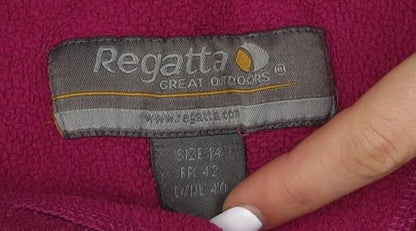 Regatta
GREAT OUTDOORS
www.regatta.com
SIZE 14
FR 42
D/NL 40